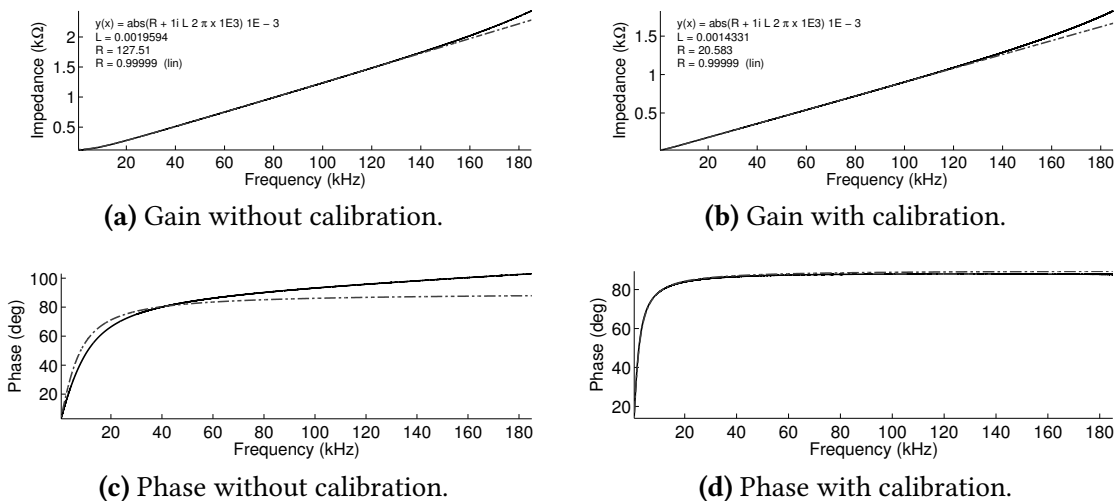 y(x) = abs(R + 1i L 2 π x 1E3) 1E − 3
L = 0.0019594
R = 127.51
R = 0.99999 (lin)
Impedance (kΩ)
2
1.5
1
0.5
20 40 60 80 100 120 140 160 180
Frequency (kHz)
(a) Gain without calibration.
y(x) = abs(R + 1i L 2 π x 1E3) 1E − 3
L = 0.0014331
R = 20.583
R = 0.99999 (lin)
Impedance (kΩ)
1.5
1
0.5
20 40 60 80 100 120 140 160 180
Frequency (kHz)
(b) Gain with calibration.
Phase (deg)
100
80
60
40
20
20 40 60 80 100 120 140 160 180
Frequency (kHz)
(c) Phase without calibration.
Phase (deg)
80
60
40
20
20 40 60 80 100 120 140 160 180
Frequency (kHz)
(d) Phase with calibration.